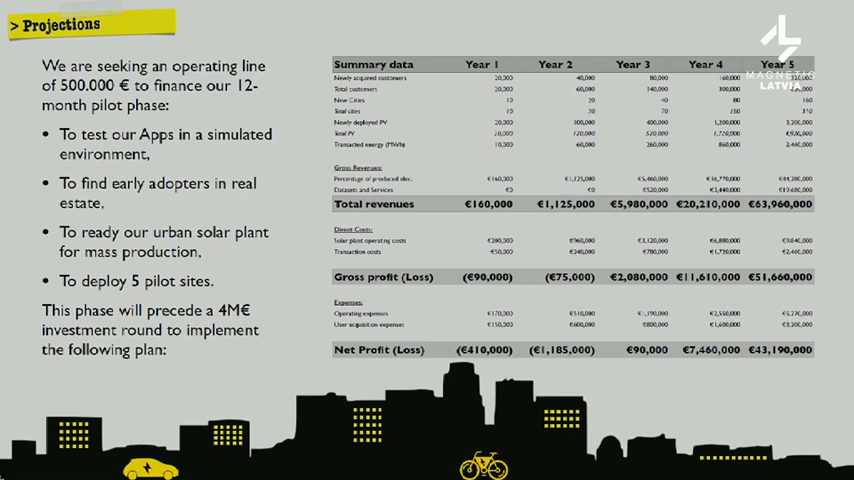 > Projections
We are seeking an operating line
of 500.000 € to finance our 12-
month pilot phase:
• To test our Apps in a simulated
environment,
• To find early adopters in real
estate,
• To ready our urban solar plant
for mass production,
• To deploy 5 pilot sites.
This phase will precede a 4M€
investment round to implement
the following plan:
MAGNETIC
LATVIA
Summary data Year 1 Year 2 Year 3 Year 4 Year 5
Newly acquired customers 20,000 40,000 80,000 160,000
Total customers 20,000 60,000 140,000 300,000
New Cities 10 20 40 80 160
Total cities 10 30 70 150 310
Newly deployed PV 20,000 100,000 400,000 1,200,000 3,200,000
Total PV 20,000 120,000 520,000 1,720,000 4,920,000
Transacted energy (MWh) 10,000 60,000 260,000 860,000 2,460,000
Gross Revenues:
Percentage of produced elec. €160,000 €1,125,000 €5,460,000 €16,770,000 €44,280,000
Datasets and Services €0 €0 €520,000 €3,440,000 €19,680,000
Total revenues €160,000 €1,125,000 €5,980,000 €20,210,000 €63,960,000
Direct Costs:
Solar plant operating costs €200,000 €960,000 €3,120,000 €6,880,000 €9,840,000
Transaction costs €50,000 €240,000 €780,000 €1,720,000 €2,460,000
Gross profit (Loss) (€90,000) (€75,000) €2,080,000 €11,610,000 €51,660,000
Expenses:
Operating expenses €170,000 €510,000 €1,190,000 €2,550,000 €5,270,000
User acquisition expenses €150,000 €600,000 €800,000 €1,600,000 €3,200,000
Net Profit (Loss) (€410,000) (€1,185,000) €90,000 €7,460,000 €43,190,000